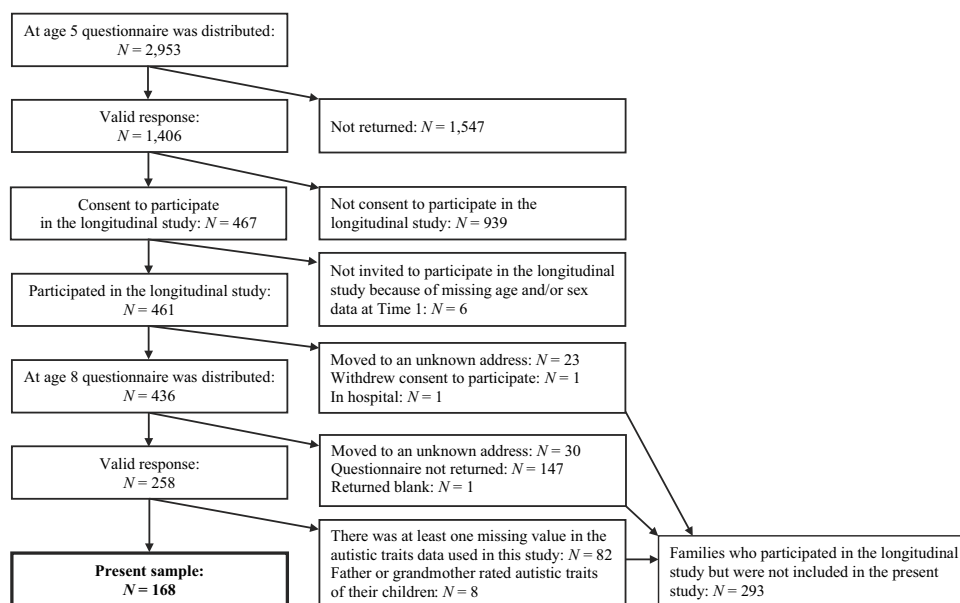 At age 5 questionnaire was distributed:
N = 2,953
Valid response:
N = 1,406
Not returned: N = 1,547
Consent to participate
in the longitudinal study: N = 467
Not consent to participate in the
longitudinal study: N = 939
Participated in the longitudinal study:
N = 461
Not invited to participate in the longitudinal
study because of missing age and/or sex
data at Time 1: N = 6
At age 8 questionnaire was distributed:
N = 436
Moved to an unknown address: N = 23
Withdrew consent to participate: N = 1
In hospital: N = 1
Valid response:
N = 258
Moved to an unknown address: N = 30
Questionnaire not returned: N = 147
Returned blank: N = 1
Present sample:
N = 168
There was at least one missing value in the
autistic traits data used in this study: N = 82
Father or grandmother rated autistic traits
of their children: N = 8
Families who participated in the longitudinal
study but were not included in the present
study: N = 293